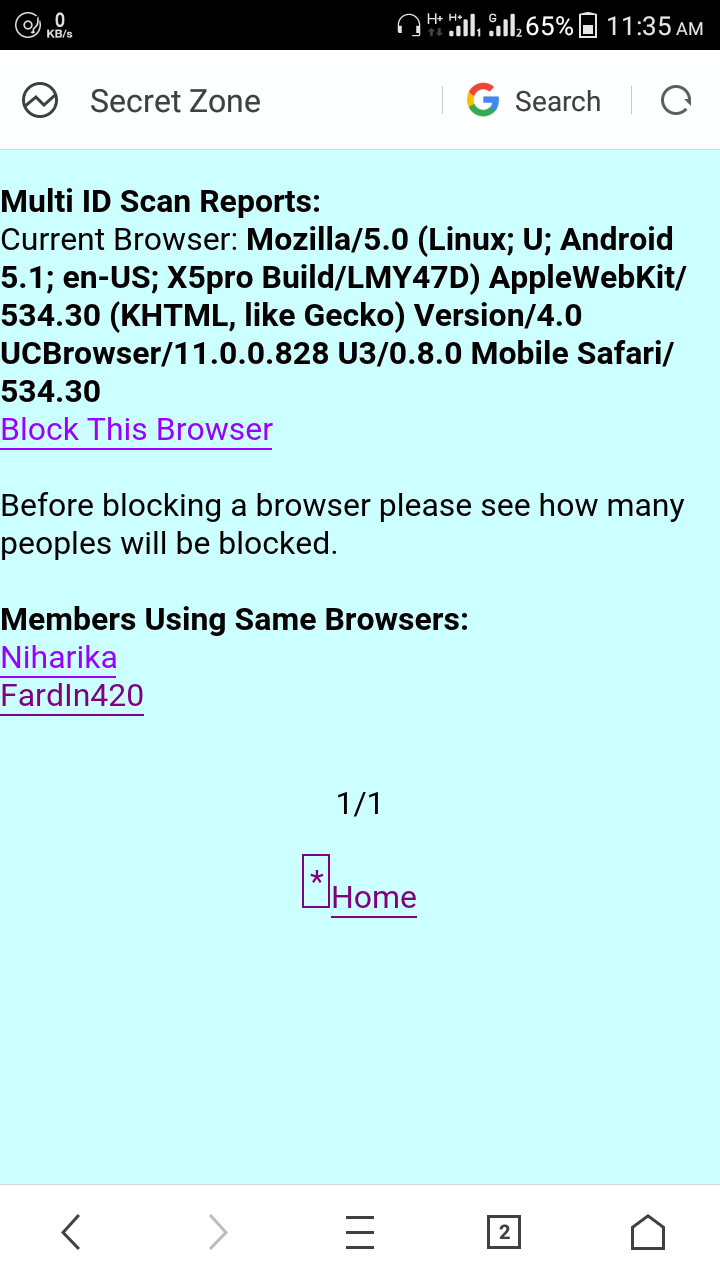 0
KB/s
H+ H+ 1 G 2 65% 11:35 AM
Secret Zone
G Search
Multi ID Scan Reports:
Current Browser: Mozilla/5.0 (Linux; U; Android
5.1; en-US; X5pro Build/LMY47D) AppleWebKit/
534.30 (KHTML, like Gecko) Version/4.0
UCBrowser/11.0.0.828 U3/0.8.0 Mobile Safari/
534.30
Block This Browser
Before blocking a browser please see how many
peoples will be blocked.
Members Using Same Browsers:
Niharika
FardIn420
1/1
*Home
2